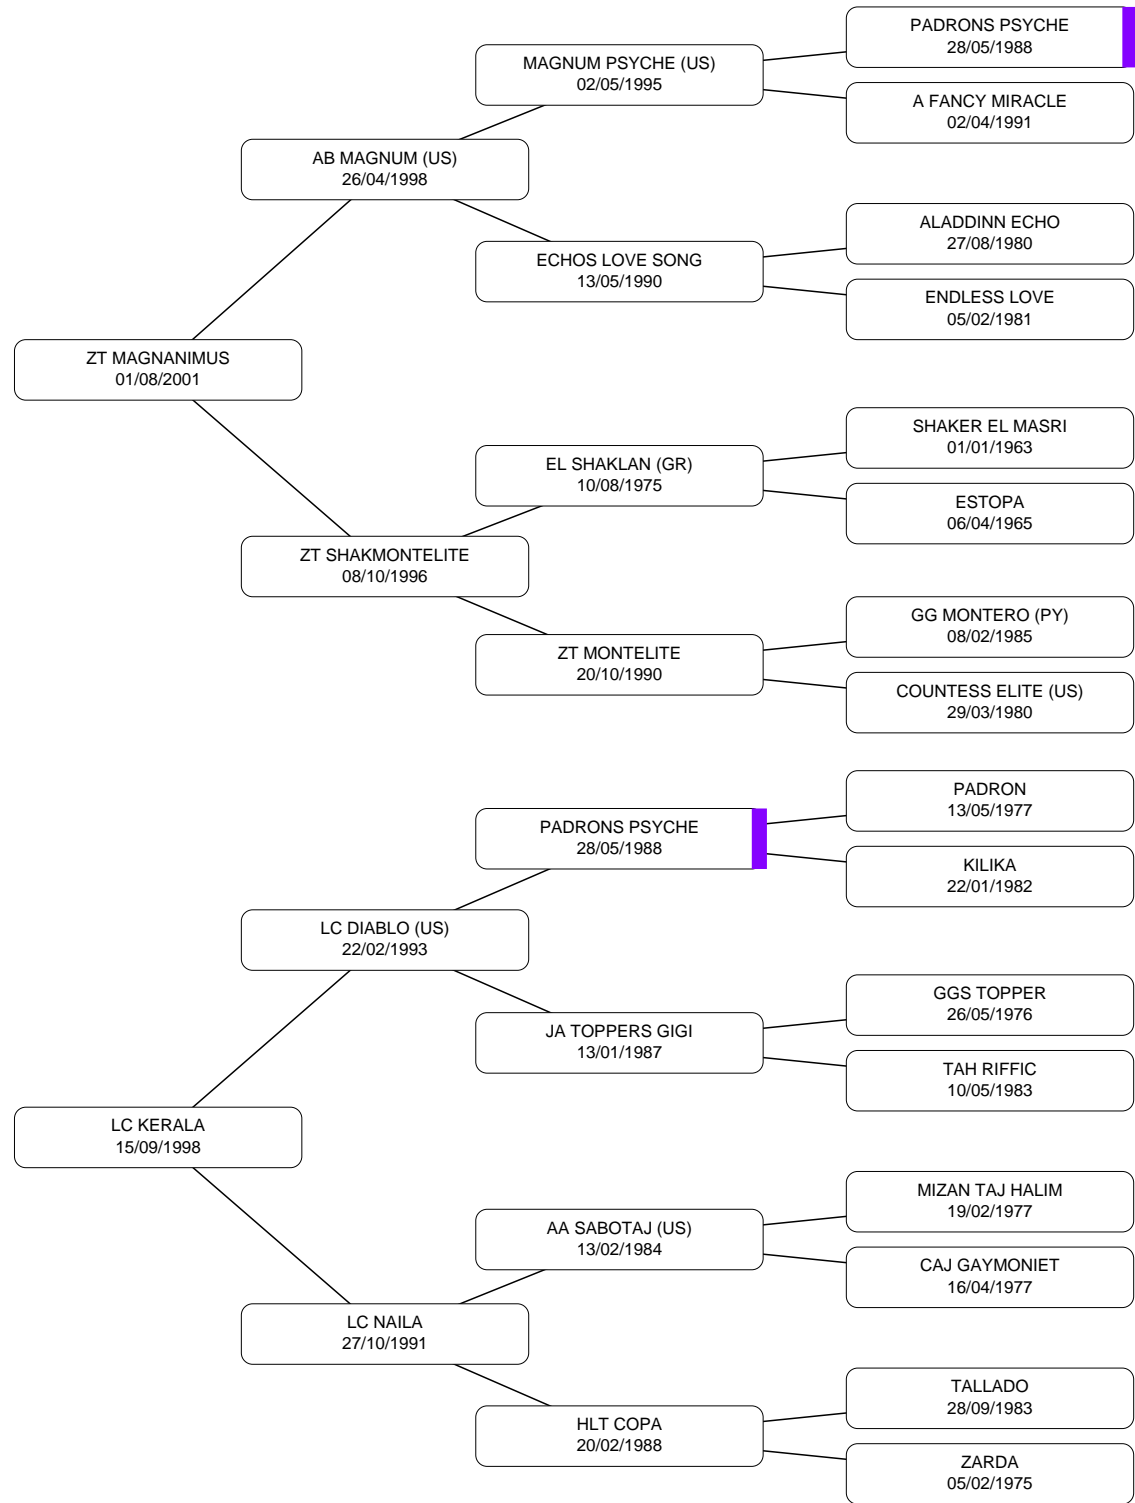 PADRONS PSYCHE
28/05/1988
MAGNUM PSYCHE (US)
02/05/1995
A FANCY MIRACLE
02/04/1991
AB MAGNUM (US)
26/04/1998
ALADDINN ECHO
27/08/1980
ECHOS LOVE SONG
13/05/1990
ENDLESS LOVE
05/02/1981
ZT MAGNANIMUS
01/08/2001
SHAKER EL MASRI
01/01/1963
EL SHAKLAN (GR)
10/08/1975
ESTOPA
06/04/1965
ZT SHAKMONTELITE
08/10/1996
GG MONTERO (PY)
08/02/1985
ZT MONTELITE
20/10/1990
COUNTESS ELITE (US)
29/03/1980
PADRON
13/05/1977
PADRONS PSYCHE
28/05/1988
KILIKA
22/01/1982
LC DIABLO (US)
22/02/1993
GGS TOPPER
26/05/1976
JA TOPPERS GIGI
13/01/1987
TAH RIFFIC
10/05/1983
LC KERALA
15/09/1998
MIZAN TAJ HALIM
19/02/1977
AA SABOTAJ (US)
13/02/1984
CAJ GAYMONIET
16/04/1977
LC NAILA
27/10/1991
TALLADO
28/09/1983
HLT COPA
20/02/1988
ZARDA
05/02/1975